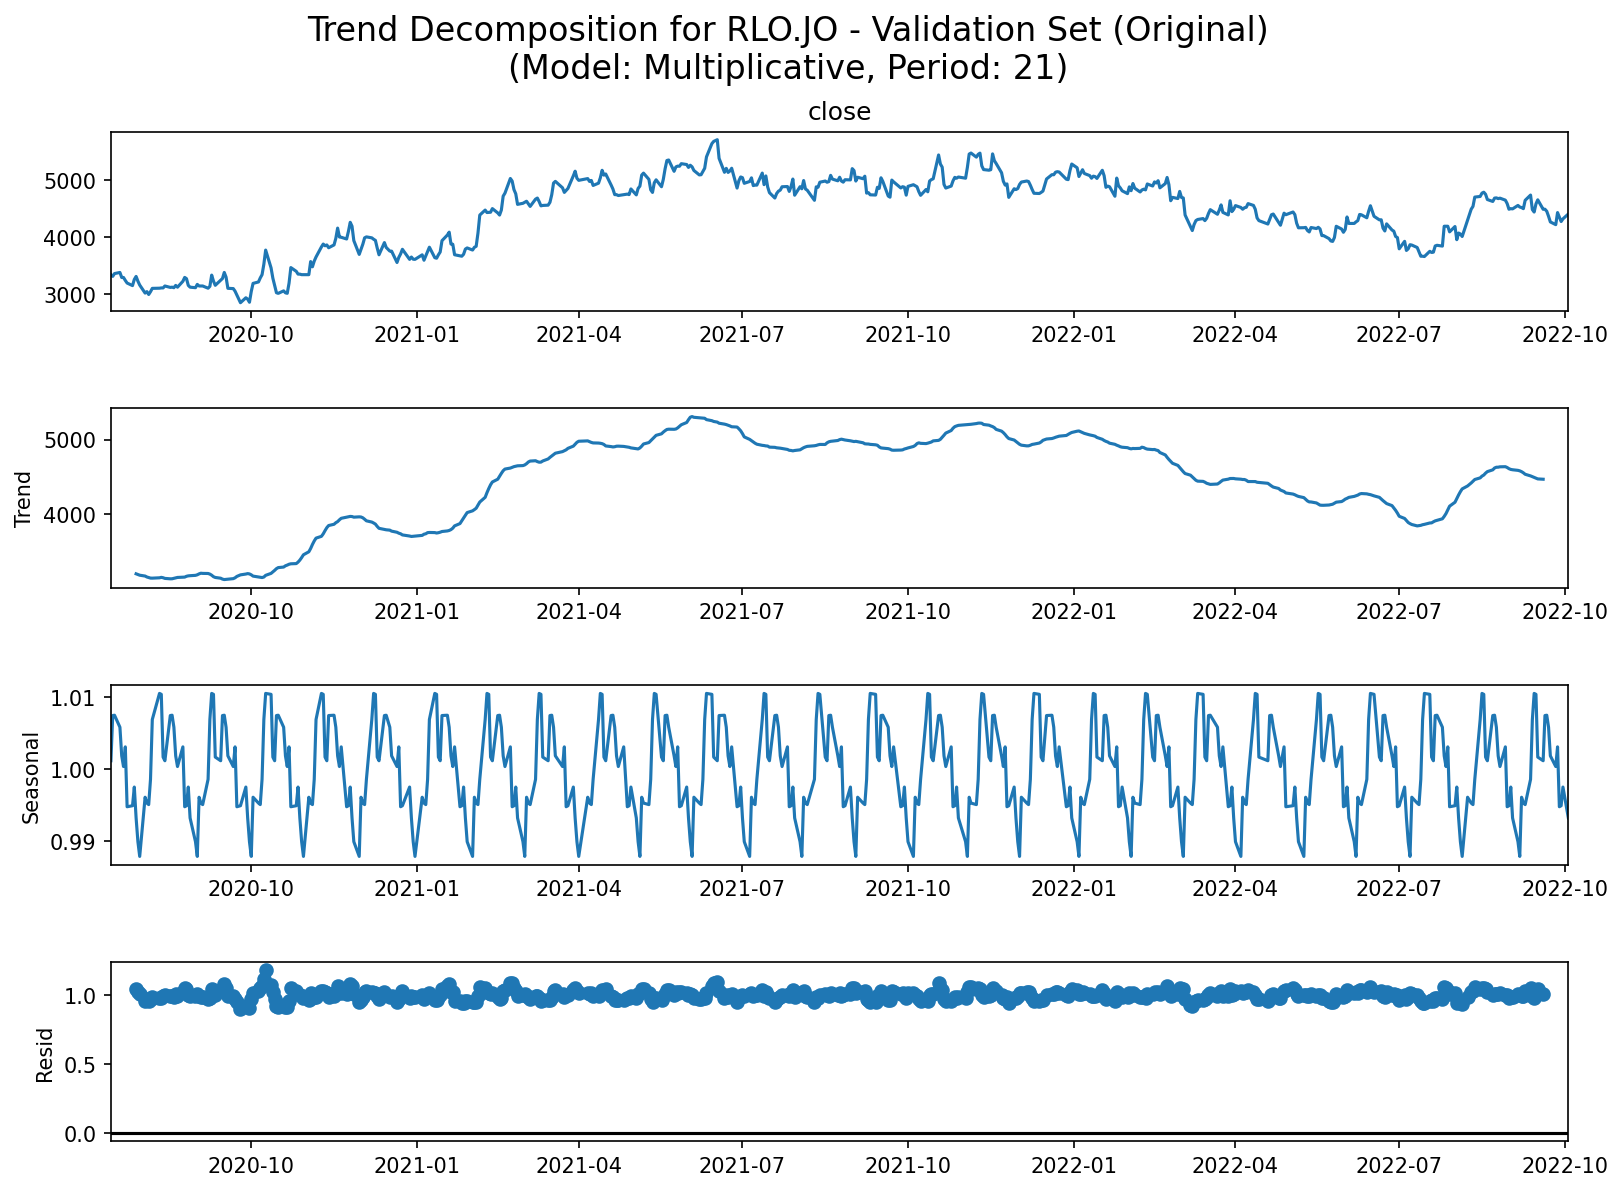 Trend Decomposition for RLO.JO - Validation Set (Original)
(Model: Multiplicative, Period: 21)
close
5000
4000
3000
2020-10 2021-01 2021-04 2021-07 2021-10 2022-01 2022-04 2022-07 2022-10
Trend
5000
4000
2020-10 2021-01 2021-04 2021-07 2021-10 2022-01 2022-04 2022-07 2022-10
Seasonal
1.01
1.00
0.99
2020-10 2021-01 2021-04 2021-07 2021-10 2022-01 2022-04 2022-07 2022-10
Resid
1.0
0.5
0.0
2020-10 2021-01 2021-04 2021-07 2021-10 2022-01 2022-04 2022-07 2022-10